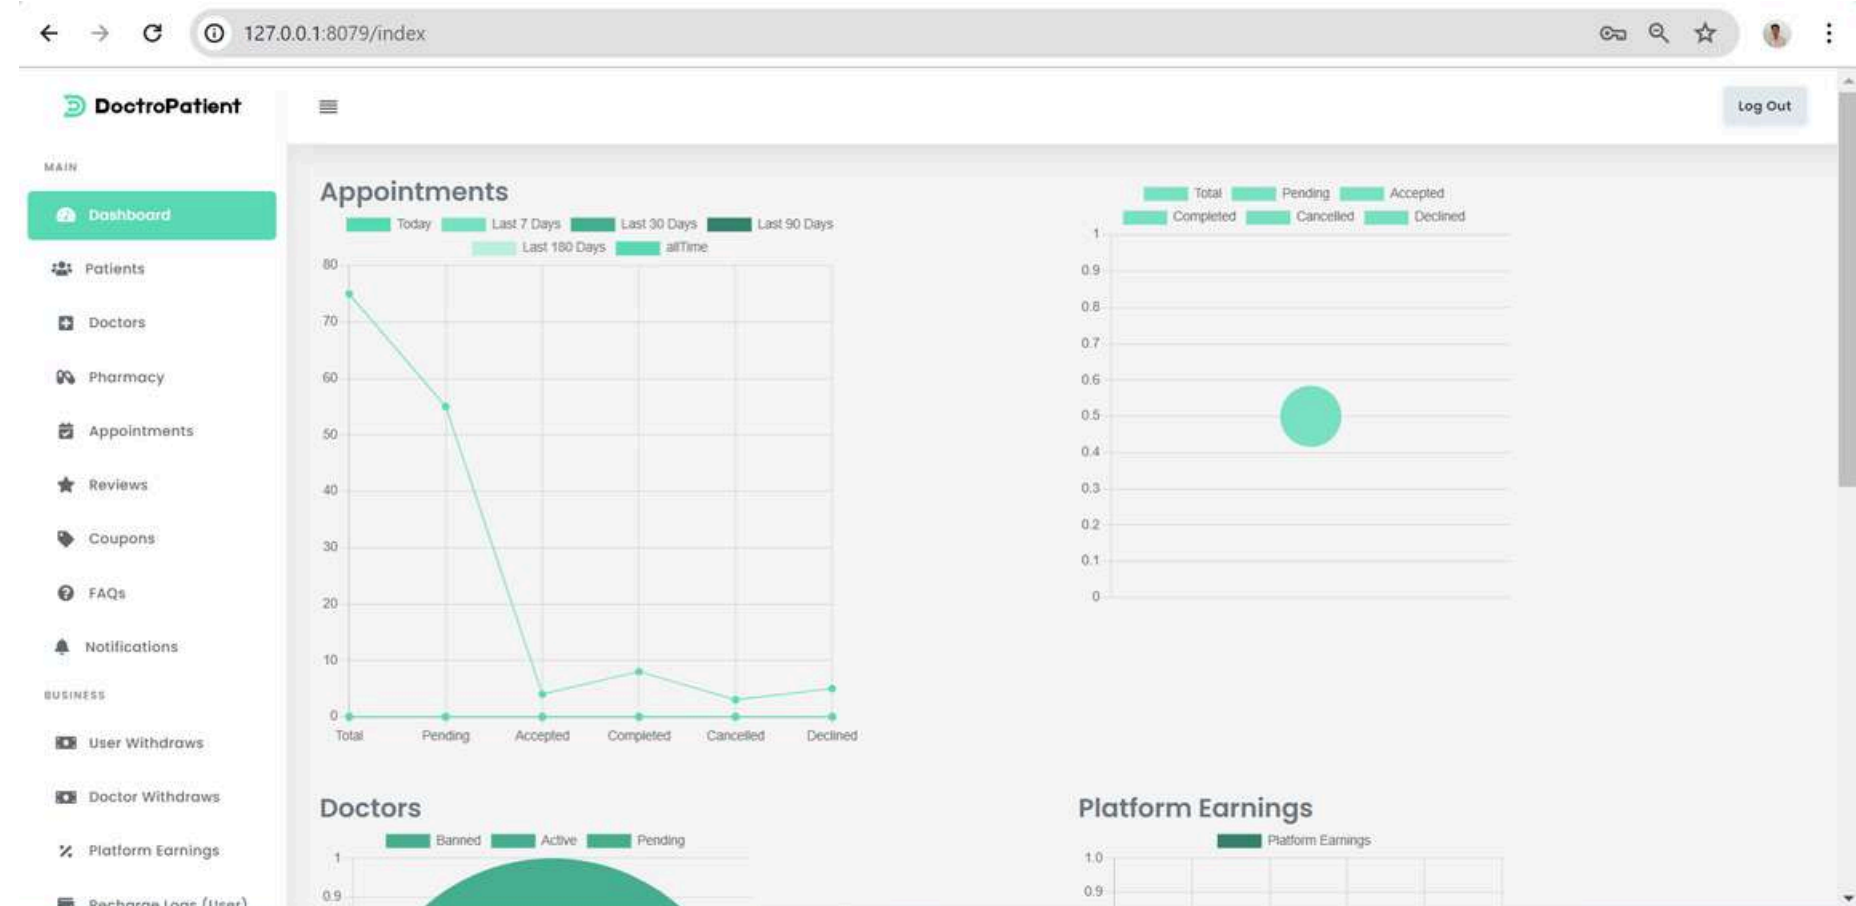 127.0.0.1:8079/index
DoctroPatient
Log Out
MAIN
Dashboard
Patients
Doctors
Pharmacy
Appointments
Reviews
Coupons
FAQs
Notifications
BUSINESS
User Withdraws
Doctor Withdraws
Platform Earnings
Recharge Logs (User)
Appointments
Today Last 7 Days Last 30 Days Last 90 Days
Last 180 Days allTime
80
70
60
50
40
30
20
10
0
Total Pending Accepted Completed Cancelled Declined
Total Pending Accepted
Completed Cancelled Declined
1
0.9
0.8
0.7
0.6
0.5
0.4
0.3
0.2
0.1
0
Doctors
Banned Active Pending
1
0.9
Platform Earnings
Platform Earnings
1.0
0.9